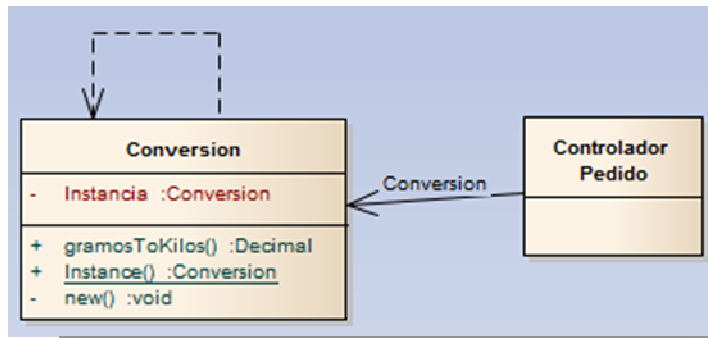 Conversion
- Instancia :Conversion
+ gramosToKilos() :Decimal
+ Instance() :Conversion
- new() :void
Conversion
Controlador
Pedido